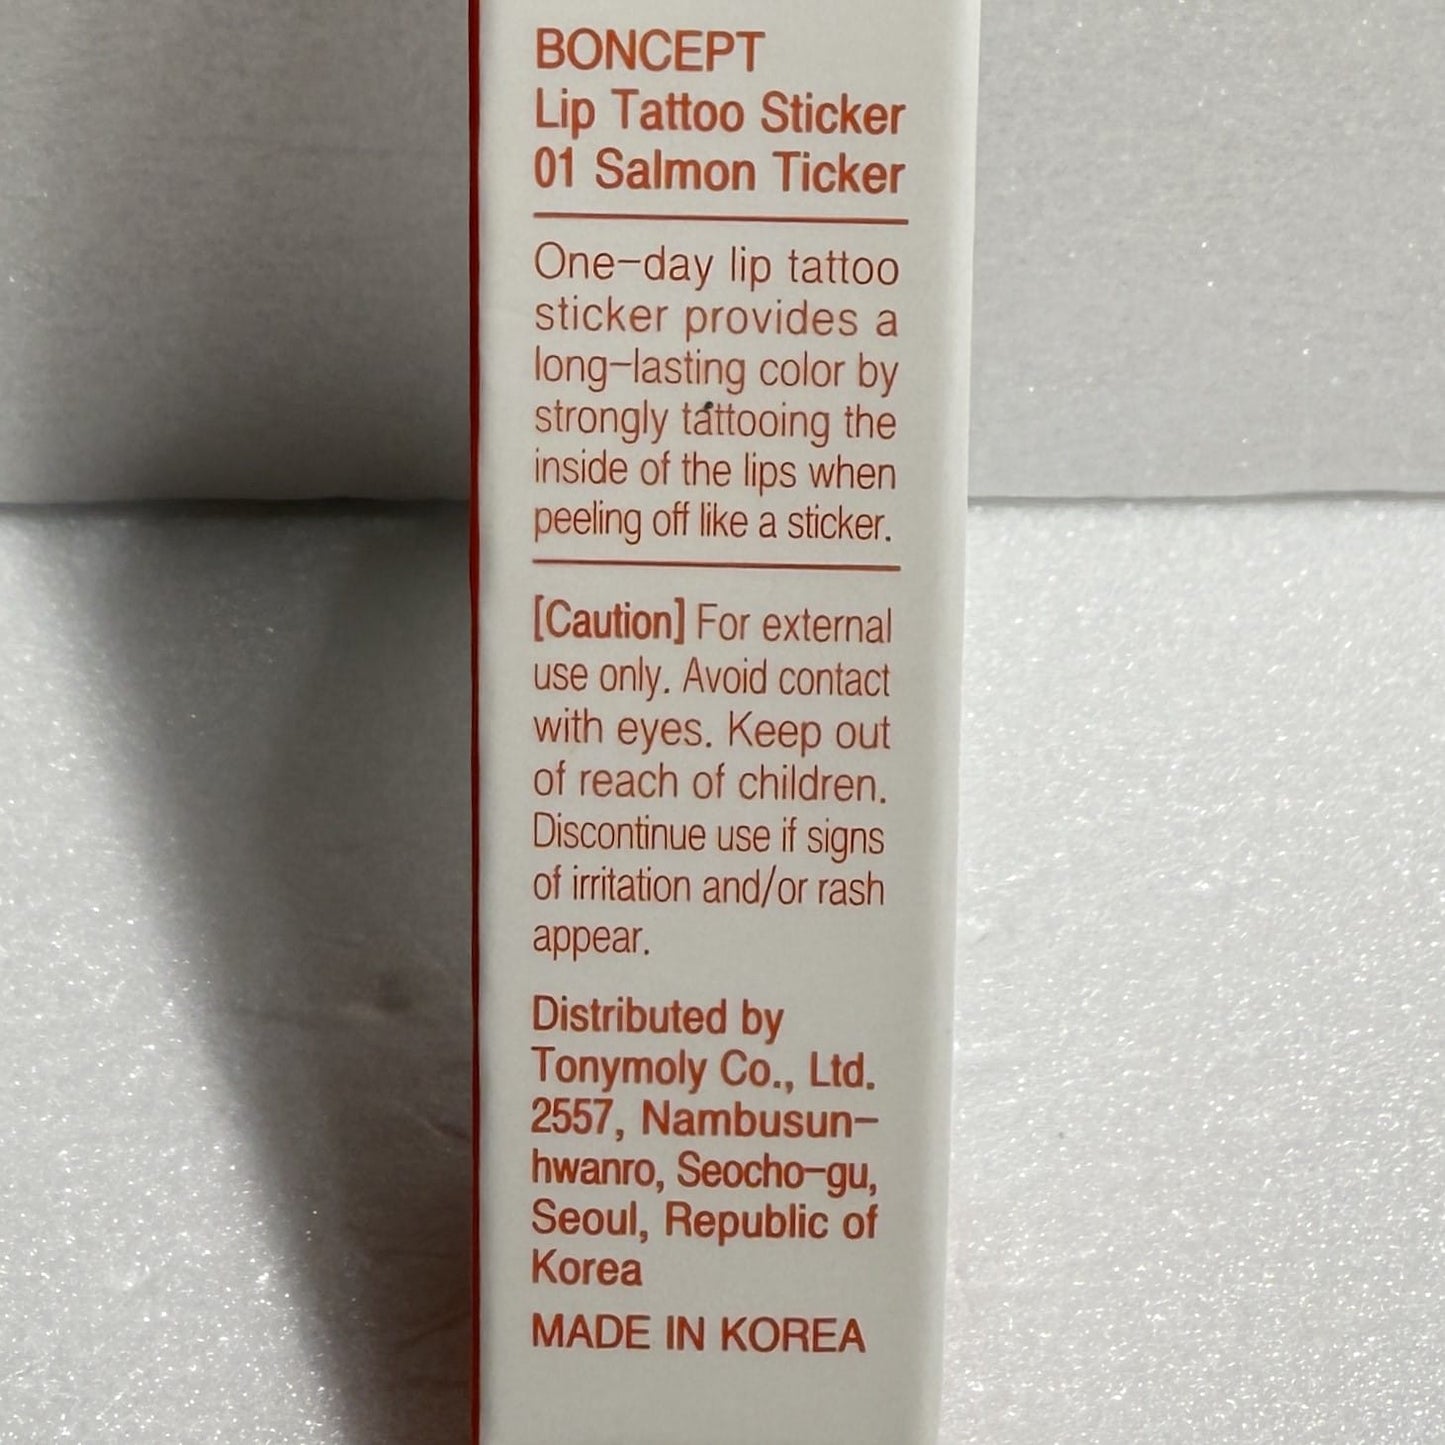 BONCEPT
Lip Tattoo Sticker
01 Salmon Ticker
One-day lip tattoo
sticker provides a
long-lasting color by
strongly tattooing the
inside of the lips when
peeling off like a sticker.
[Caution] For external
use only. Avoid contact
with eyes. Keep out
of reach of children.
Discontinue use if signs
of irritation and/or rash
appear.
Distributed by
Tonymoly Co., Ltd.
2557, Nambusun-
hwanro, Seocho-gu,
Seoul, Republic of
Korea
MADE IN KOREA